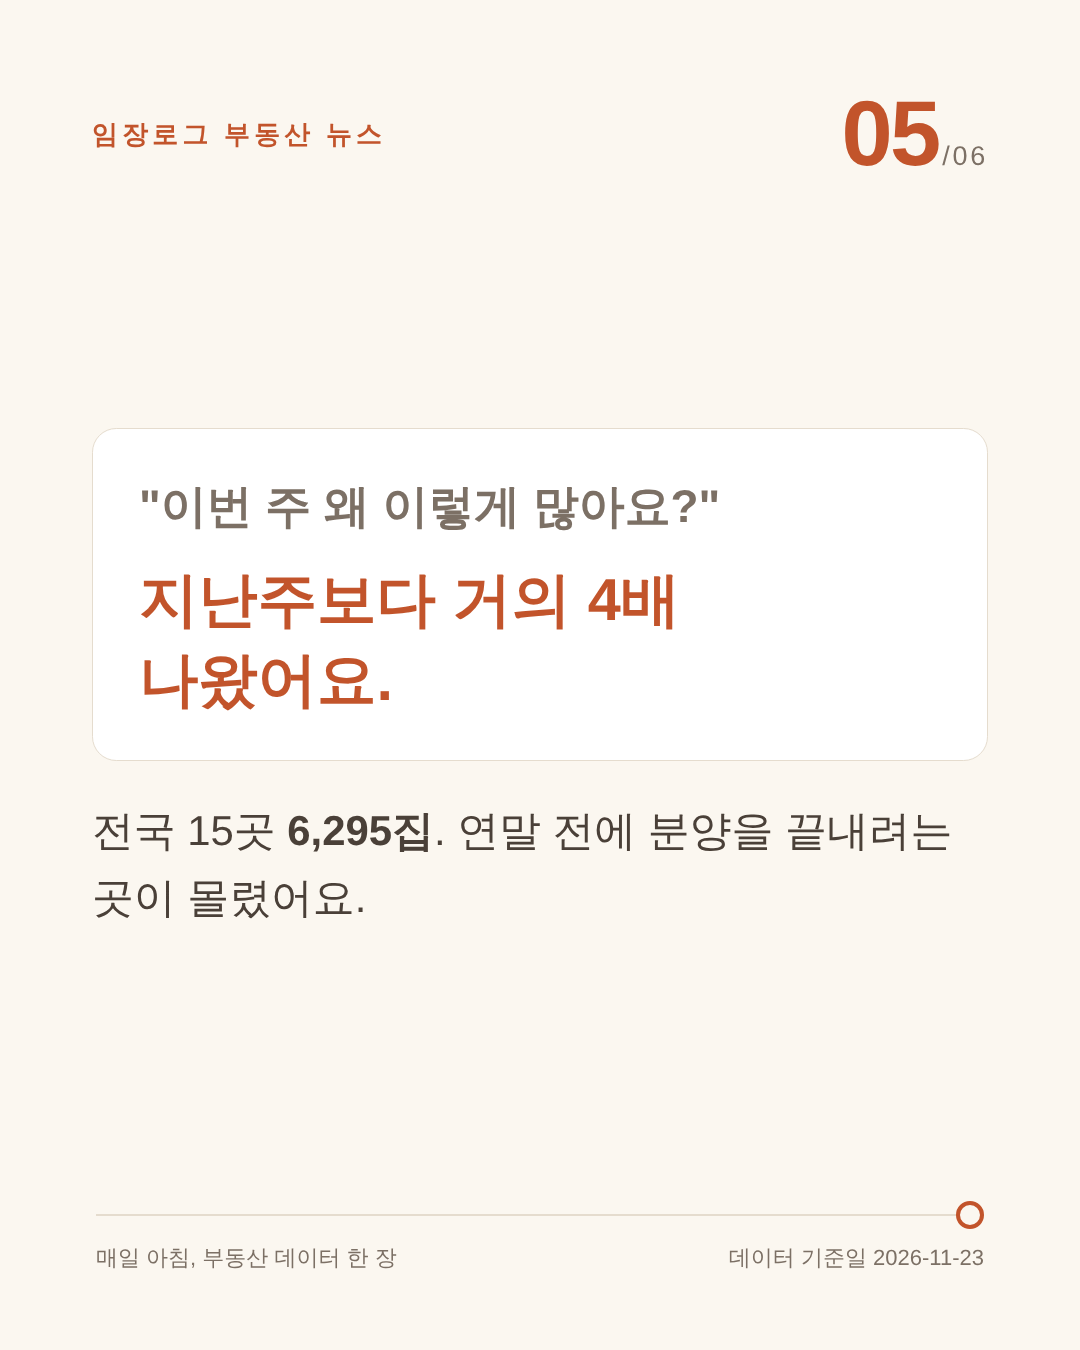 임장로그 부동산 뉴스
05/06
"이번 주 왜 이렇게 많아요?"
지난주보다 거의 4배
나왔어요.
전국 15곳 6,295집. 연말 전에 분양을 끝내려는
곳이 몰렸어요.
매일 아침, 부동산 데이터 한 장
데이터 기준일 2026-11-23